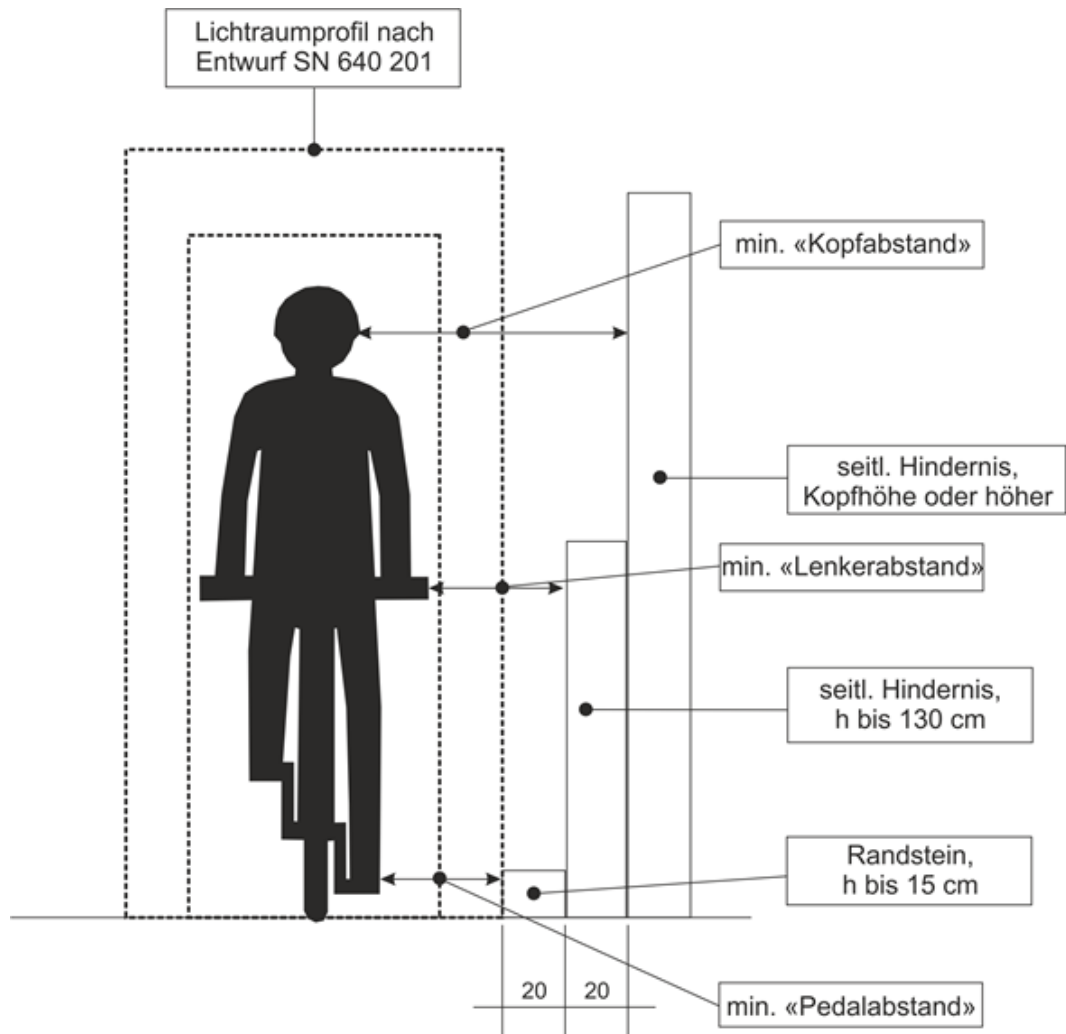 Lichtraumprofil nach
Entwurf SN 640 201
min. «Kopfabstand»
seitl. Hindernis,
Kopfhöhe oder höher
min. «Lenkerabstand»
seitl. Hindernis,
h bis 130 cm
Randstein,
h bis 15 cm
20 20
min. «Pedalabstand»